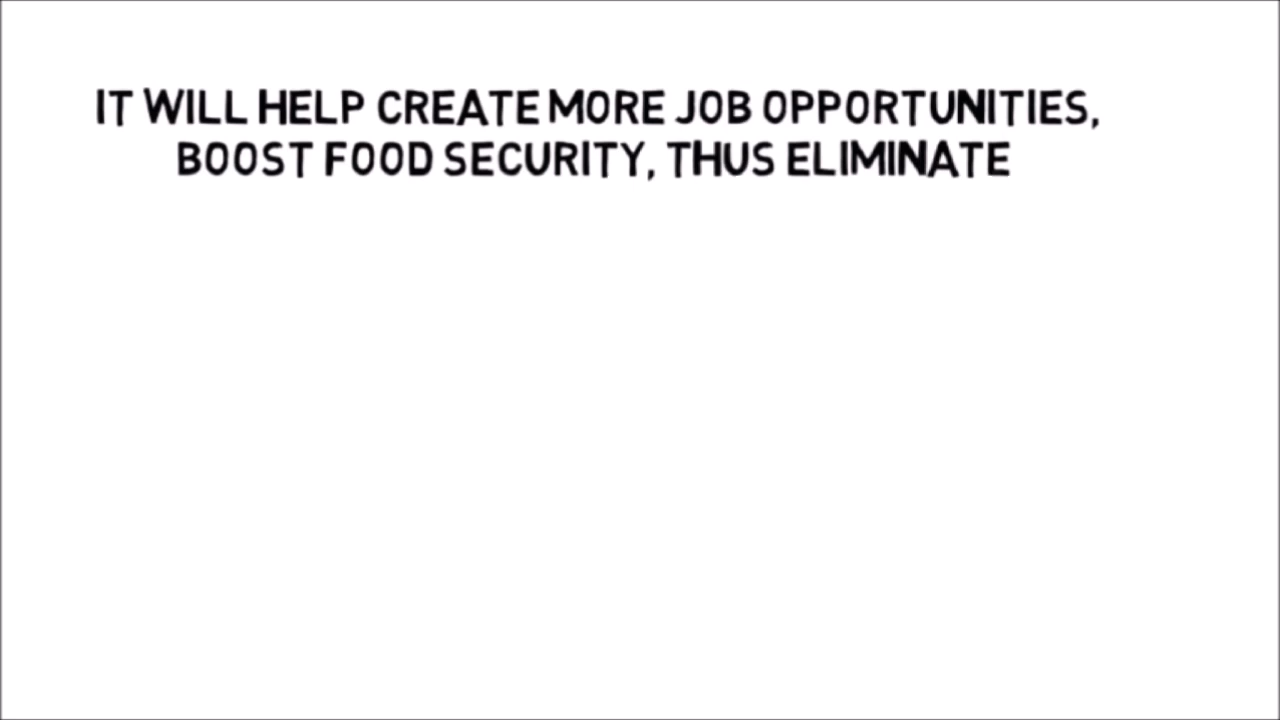 IT WILL HELP CREATE MORE JOB OPPORTUNITIES,
BOOST FOOD SECURITY, THUS ELIMINATE